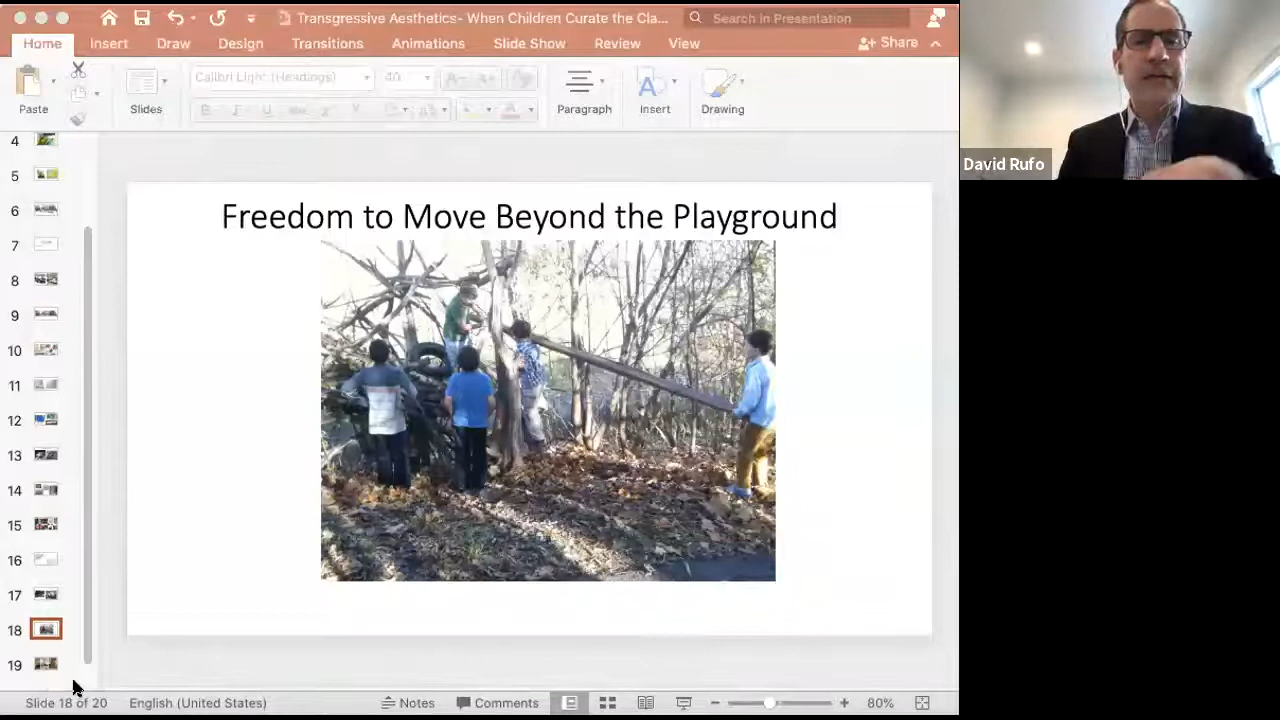 Transgressive Aesthetics- When Children Curate the Cla...
Search in Presentation
Home Insert Draw Design Transitions Animations Slide Show Review View
Share
Calibri Light (Headings) 40
Paste Slides Paragraph Insert Drawing
David Rufo
4
5
6
7
8
9
10
11
12
13
14
15
16
17
18
19
Freedom to Move Beyond the Playground
Slide 18 of 20 English (United States) Notes Comments 80%